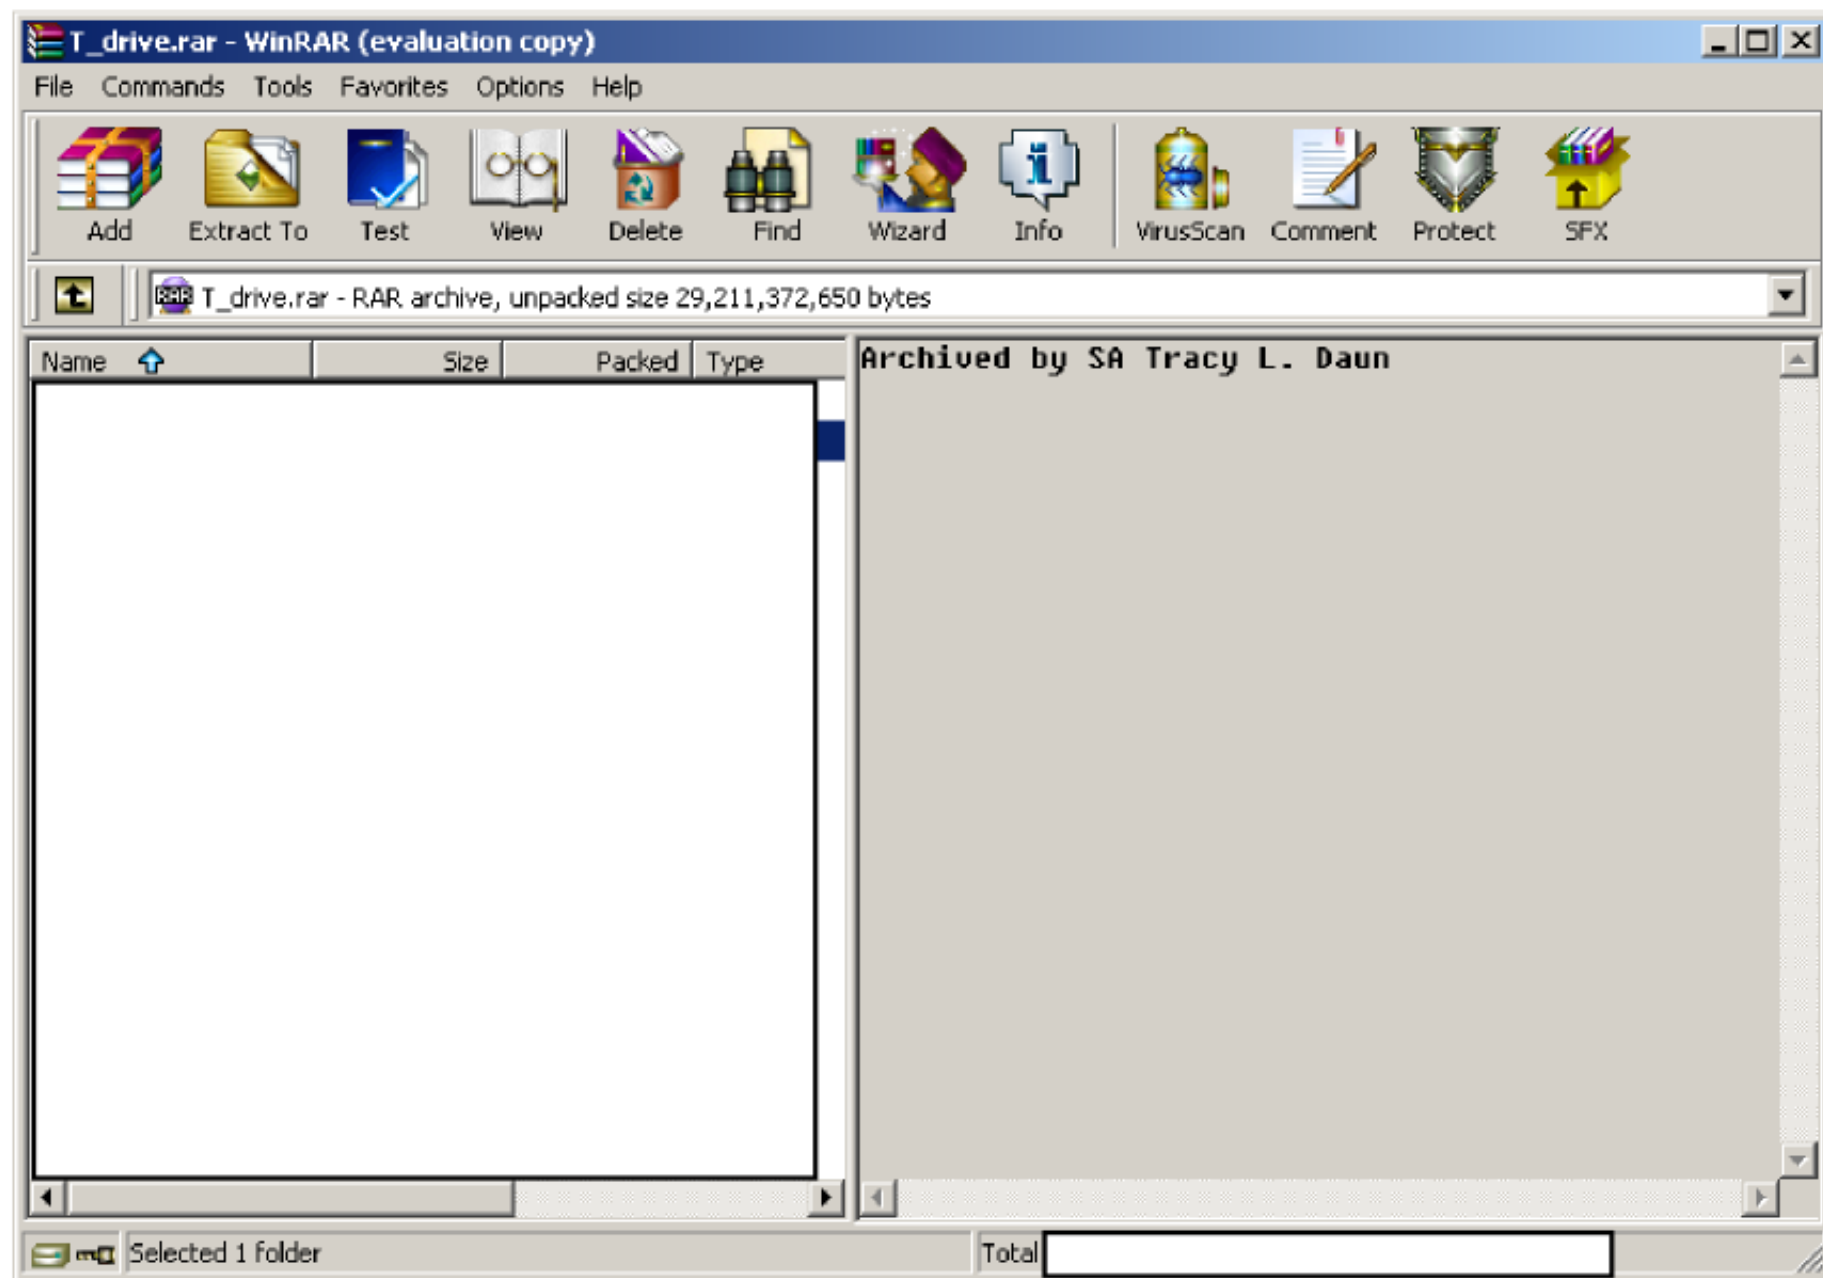 T_drive.rar - WinRAR (evaluation copy)
File Commands Tools Favorites Options Help
Add Extract To Test View Delete Find Wizard Info VirusScan Comment Protect SFX
RAR T_drive.rar - RAR archive, unpacked size 29,211,372,650 bytes
Name Size Packed Type
Archived by SA Tracy L. Daun
Selected 1 folder
Total